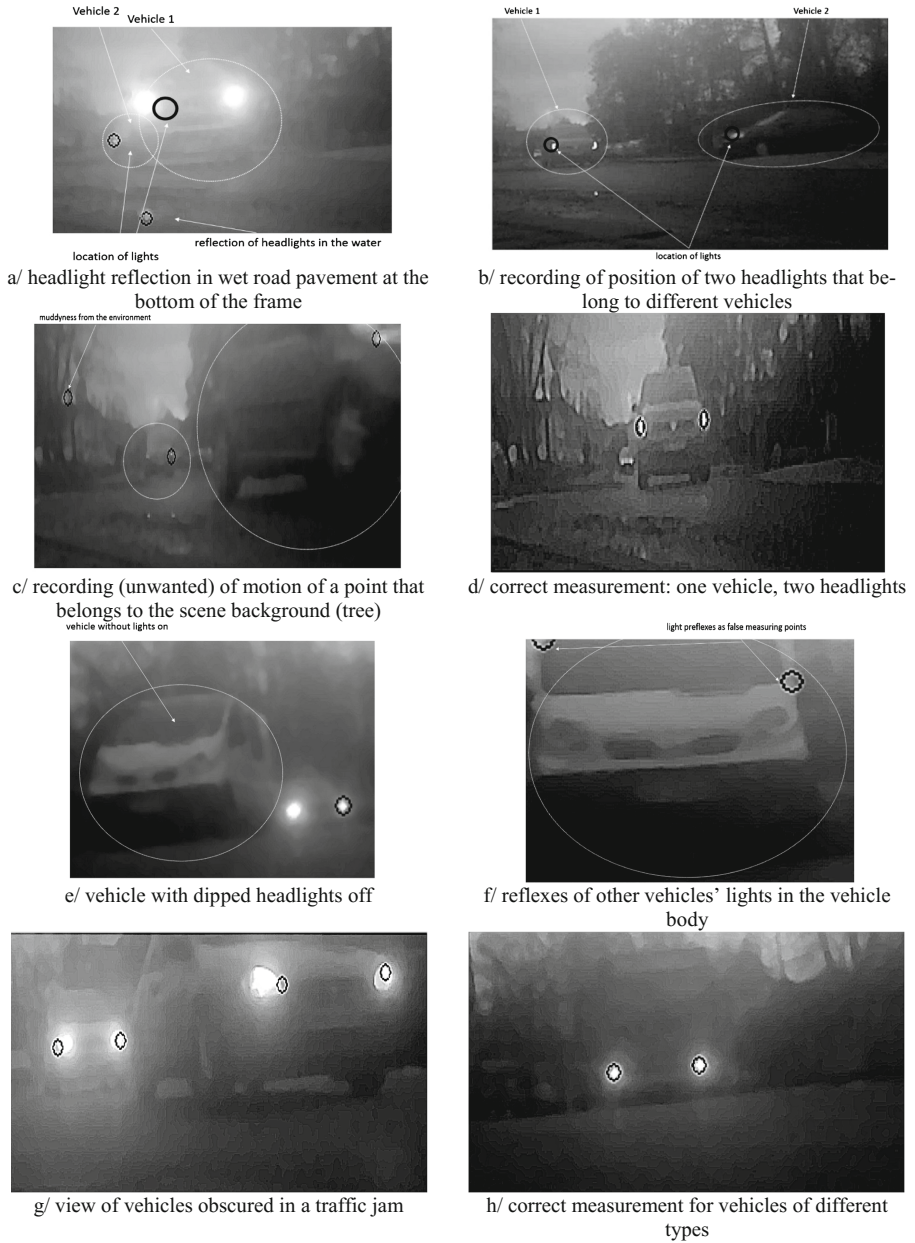 Vehicle 2
Vehicle 1
location of lights
reflection of headlights in the water
a/ headlight reflection in wet road pavement at the
bottom of the frame
Vehicle 1
Vehicle 2
location of lights
b/ recording of position of two headlights that be-
long to different vehicles
muddyness from the environment
c/ recording (unwanted) of motion of a point that
belongs to the scene background (tree)
d/ correct measurement: one vehicle, two headlights
vehicle without lights on
e/ vehicle with dipped headlights off
light preflexes as false measuring points
f/ reflexes of other vehicles’ lights in the vehicle
body
g/ view of vehicles obscured in a traffic jam
h/ correct measurement for vehicles of different
types